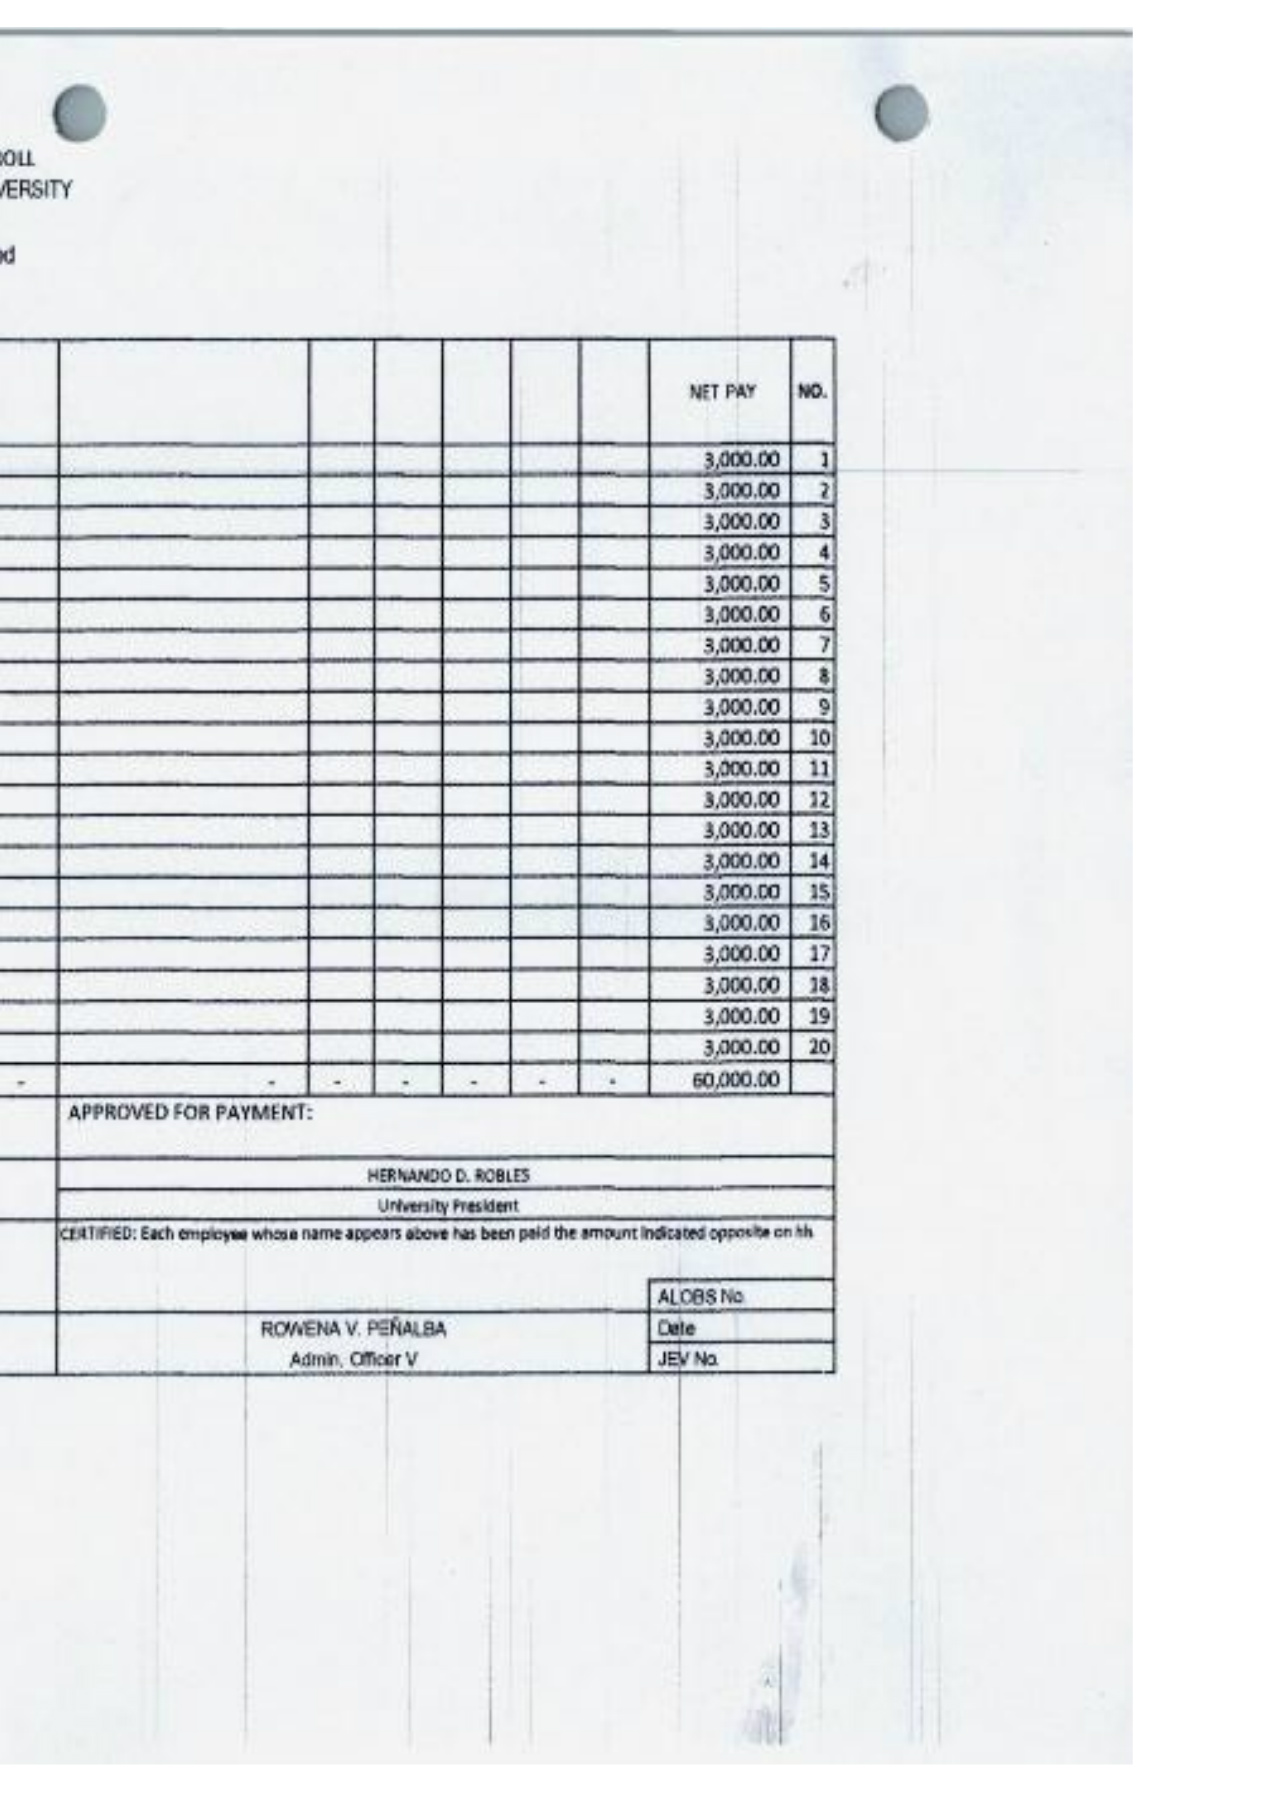 ROLL
VERSITY
ed
NET PAY NO.
3,000.00 1
3,000.00 2
3,000.00 3
3,000.00 4
3,000.00 5
3,000.00 6
3,000.00 7
3,000.00 8
3,000.00 9
3,000.00 10
3,000.00 11
3,000.00 12
3,000.00 13
3,000.00 14
3,000.00 15
3,000.00 16
3,000.00 17
3,000.00 18
3,000.00 19
3,000.00 20
- - - - - - - 60,000.00
APPROVED FOR PAYMENT:
HERNANDO D. ROBLES
University President
CERTIFIED: Each employee whose name appears above has been paid the amount indicated opposite on
ALOBS No.
ROWENA V. PEÑALBA Date
Admin. Officer V JEV No.